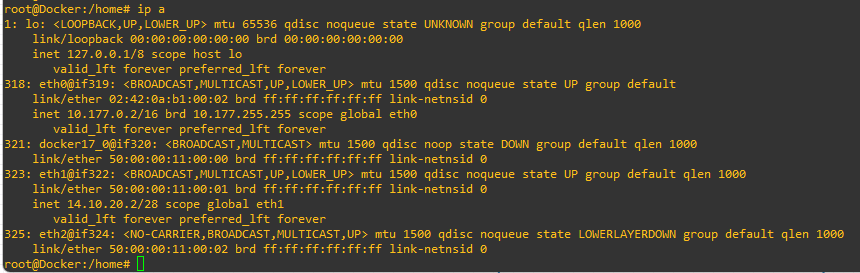 root@Docker:/home# ip a
1: lo: <LOOPBACK,UP,LOWER_UP> mtu 65536 qdisc noqueue state UNKNOWN group default qlen 1000
    link/loopback 00:00:00:00:00:00 brd 00:00:00:00:00:00
    inet 127.0.0.1/8 scope host lo
       valid_lft forever preferred_lft forever
318: eth0@if319: <BROADCAST,MULTICAST,UP,LOWER_UP> mtu 1500 qdisc noqueue state UP group default
    link/ether 02:42:0a:b1:00:02 brd ff:ff:ff:ff:ff:ff link-netnsid 0
    inet 10.177.0.2/16 brd 10.177.255.255 scope global eth0
       valid_lft forever preferred_lft forever
321: docker17_0@if320: <BROADCAST,MULTICAST> mtu 1500 qdisc noop state DOWN group default qlen 1000
    link/ether 50:00:00:11:00:00 brd ff:ff:ff:ff:ff:ff link-netnsid 0
323: eth1@if322: <BROADCAST,MULTICAST,UP,LOWER_UP> mtu 1500 qdisc noqueue state UP group default qlen 1000
    link/ether 50:00:00:11:00:01 brd ff:ff:ff:ff:ff:ff link-netnsid 0
    inet 14.10.20.2/28 scope global eth1
       valid_lft forever preferred_lft forever
325: eth2@if324: <NO-CARRIER,BROADCAST,MULTICAST,UP> mtu 1500 qdisc noqueue state LOWERLAYERDOWN group default qlen 1000
    link/ether 50:00:00:11:00:02 brd ff:ff:ff:ff:ff:ff link-netnsid 0
root@Docker:/home#